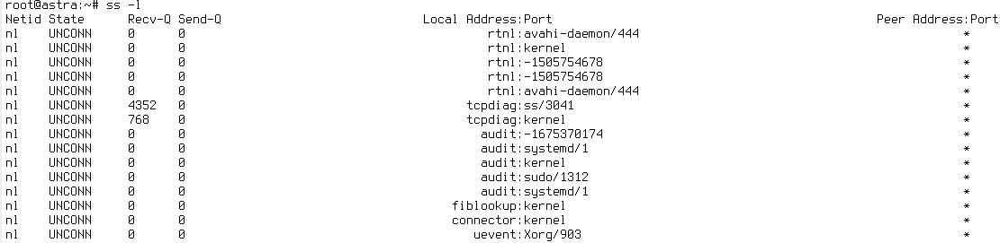 root@astra:~# ss -l
Netid State Recv-Q Send-Q Local Address:Port Peer Address:Port
nl UNCONN 0 0 rtnl:avahi-daemon/444 *
nl UNCONN 0 0 rtnl:kernel *
nl UNCONN 0 0 rtnl:-1505754678 *
nl UNCONN 0 0 rtnl:-1505754678 *
nl UNCONN 0 0 rtnl:avahi-daemon/444 *
nl UNCONN 4352 0 tcpdiag:ss/3041 *
nl UNCONN 768 0 tcpdiag:kernel *
nl UNCONN 0 0 audit:-1675370174 *
nl UNCONN 0 0 audit:systemd/1 *
nl UNCONN 0 0 audit:kernel *
nl UNCONN 0 0 audit:sudo/1312 *
nl UNCONN 0 0 audit:systemd/1 *
nl UNCONN 0 0 fiblookup:kernel *
nl UNCONN 0 0 connector:kernel *
nl UNCONN 0 0 uevent:Xorg/903 *